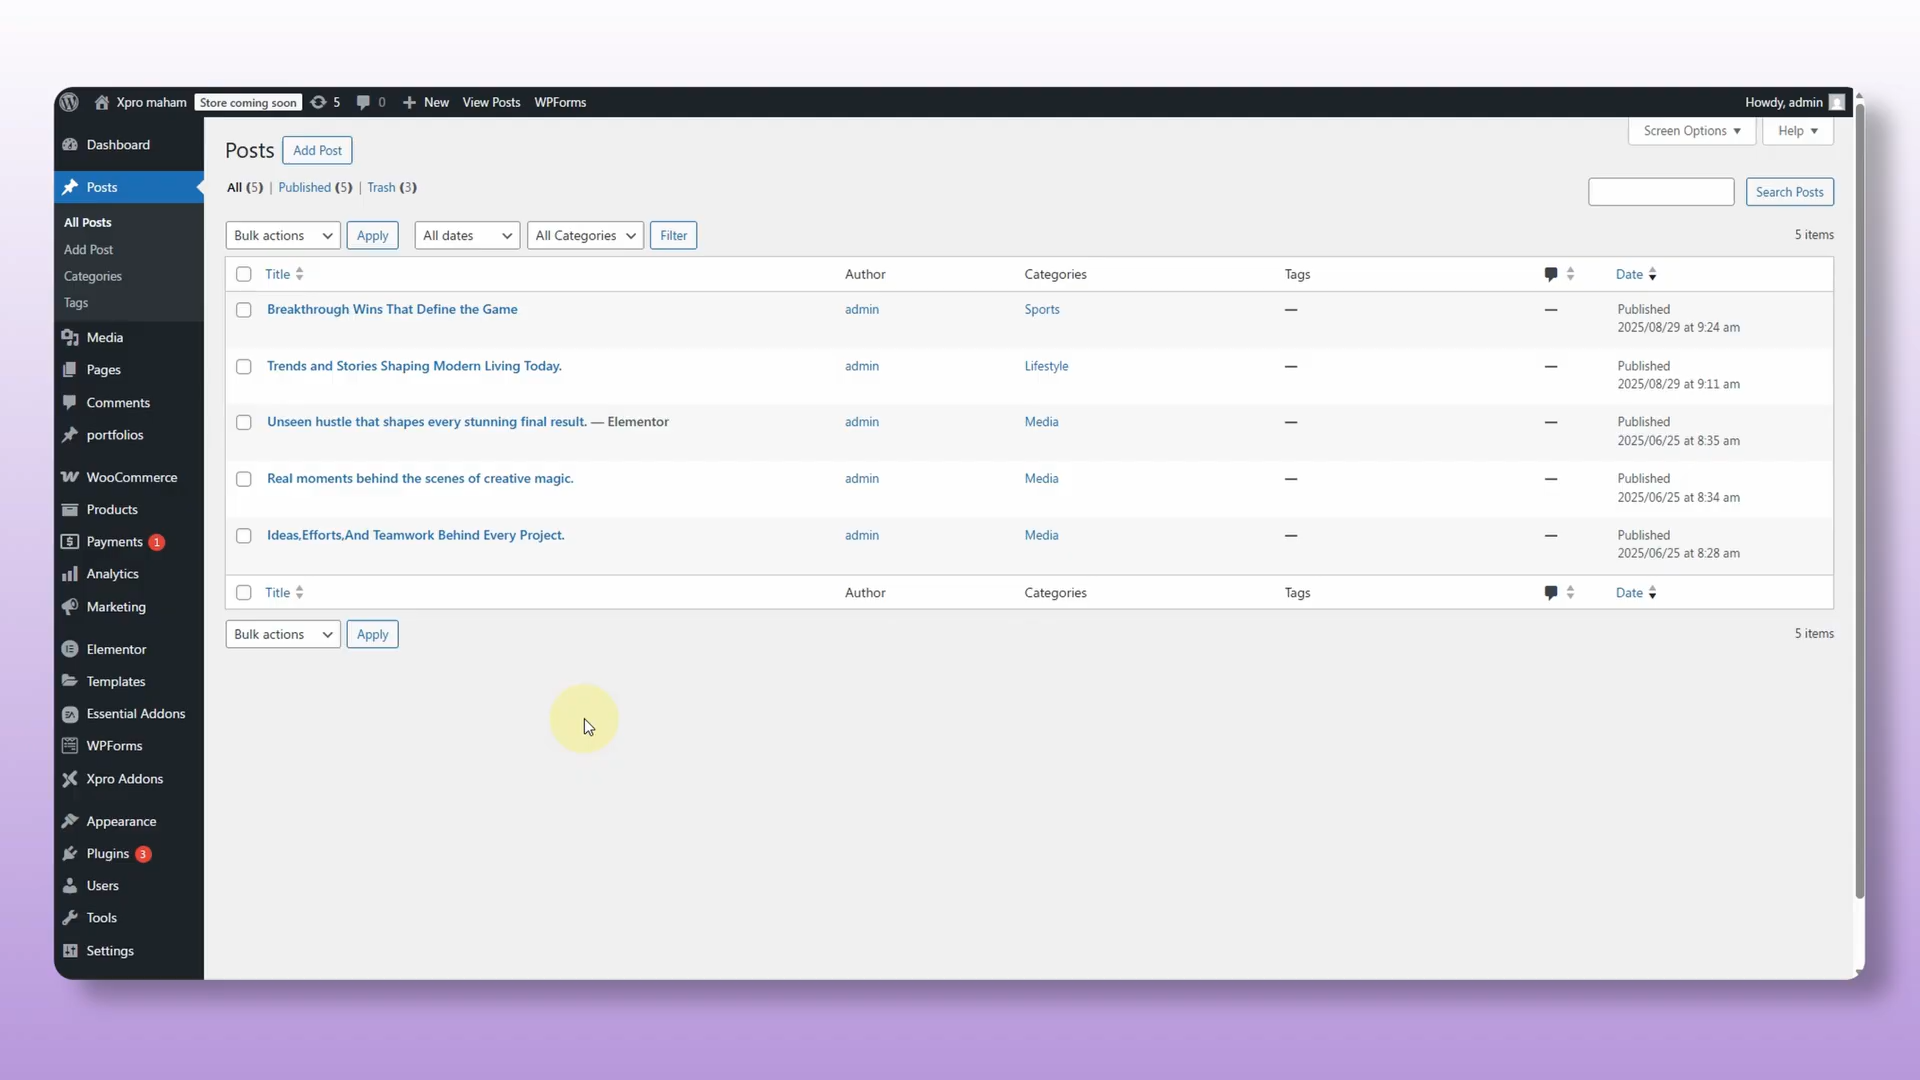 Xpro maham Store coming soon 5 0 New View Posts WPForms Howdy, admin
Screen Options Help
Dashboard
Posts
All Posts
Add Post
Categories
Tags
Media
Pages
Comments
portfolios
WooCommerce
Products
Payments 1
Analytics
Marketing
Elementor
Templates
Essential Addons
WPForms
Xpro Addons
Appearance
Plugins 3
Users
Tools
Settings
Posts Add Post
All (5) | Published (5) | Trash (3)
Search Posts
Bulk actions Apply All dates All Categories Filter 5 items
Title Author Categories Tags Date
Breakthrough Wins That Define the Game admin Sports — — Published
2025/08/29 at 9:24 am
Trends and Stories Shaping Modern Living Today. admin Lifestyle — — Published
2025/08/29 at 9:11 am
Unseen hustle that shapes every stunning final result. — Elementor admin Media — — Published
2025/06/25 at 8:35 am
Real moments behind the scenes of creative magic. admin Media — — Published
2025/06/25 at 8:34 am
Ideas,Efforts,And Teamwork Behind Every Project. admin Media — — Published
2025/06/25 at 8:28 am
Title Author Categories Tags Date
Bulk actions Apply 5 items